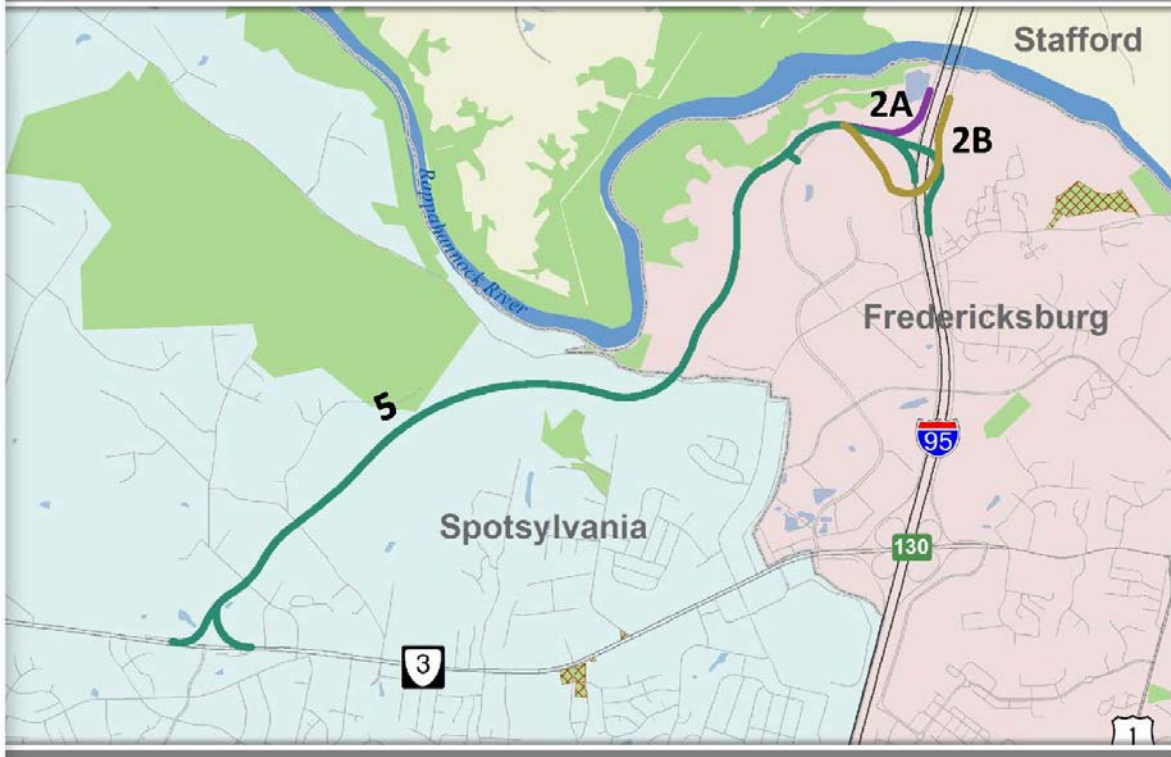 Stafford
2A
2B
Rappahannock River
Fredericksburg
5
95
Spotsylvania
130
3
1